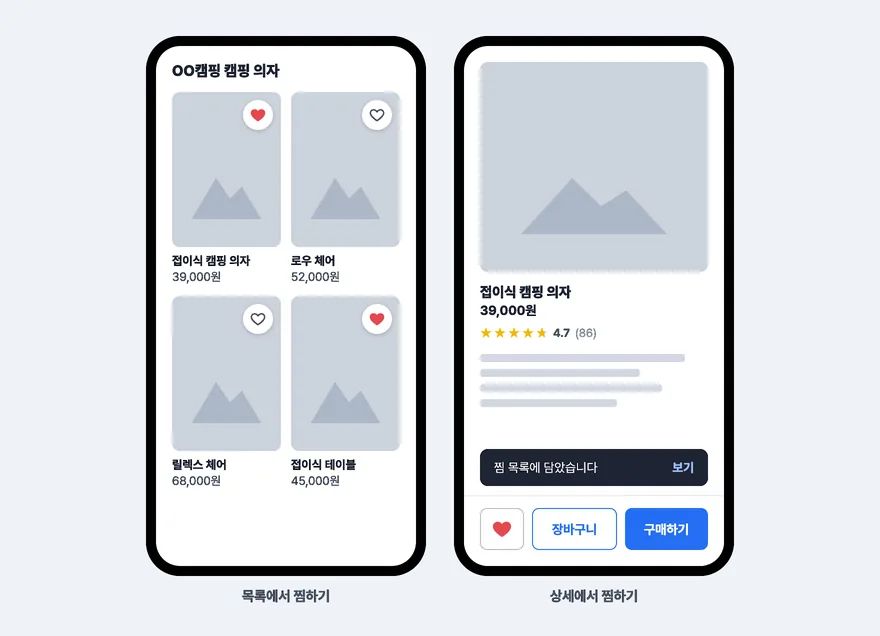 OO캠핑 캠핑 의자
접이식 캠핑 의자
39,000원
로우 체어
52,000원
릴렉스 체어
68,000원
접이식 테이블
45,000원
목록에서 찜하기
접이식 캠핑 의자
39,000원
4.7 (86)
찜 목록에 담았습니다 보기
장바구니 구매하기
상세에서 찜하기